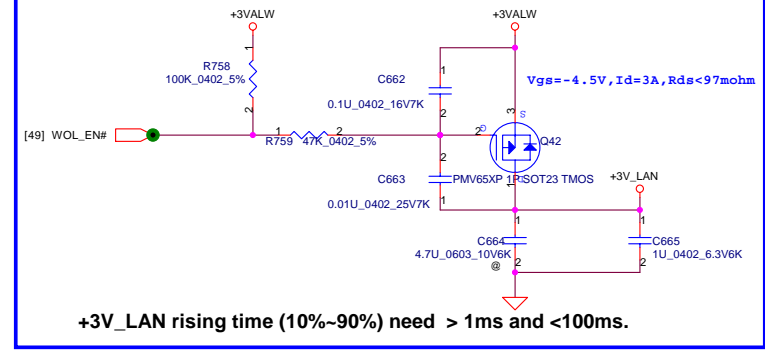 +3VALW
+3VALW
1
R758
100K_0402_5%
2
C662
1
0.1U_0402_16V7K
2
Vgs=-4.5V,Id=3A,Rds<97mohm
3
S
[49] WOL_EN#
1
2
R759
47K_0402_5%
2
G
Q42
2
C663
PMV65XP 1P SOT23 TMOS
D
1
+3V_LAN
0.01U_0402_25V7K
1
1
1
C664
C665
4.7U_0603_10V6K
1U_0402_6.3V6K
@
2
2
+3V_LAN rising time (10%~90%) need > 1ms and <100ms.